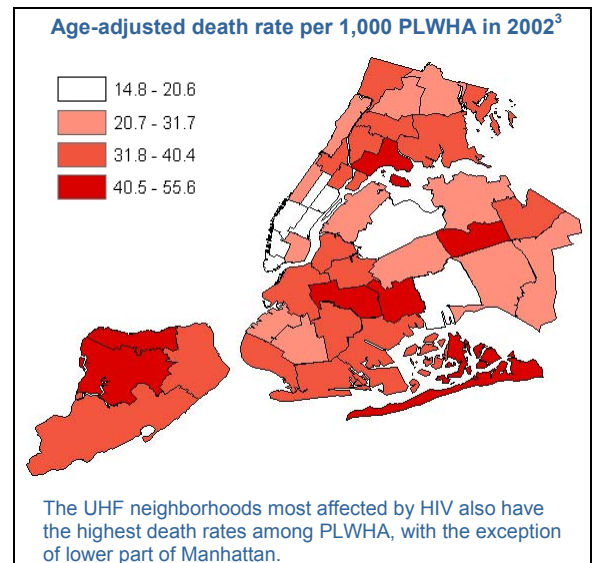 Age-adjusted death rate per 1,000 PLWHA in 2002³
14.8 - 20.6
20.7 - 31.7
31.8 - 40.4
40.5 - 55.6
The UHF neighborhoods most affected by HIV also have
the highest death rates among PLWHA, with the exception
of lower part of Manhattan.